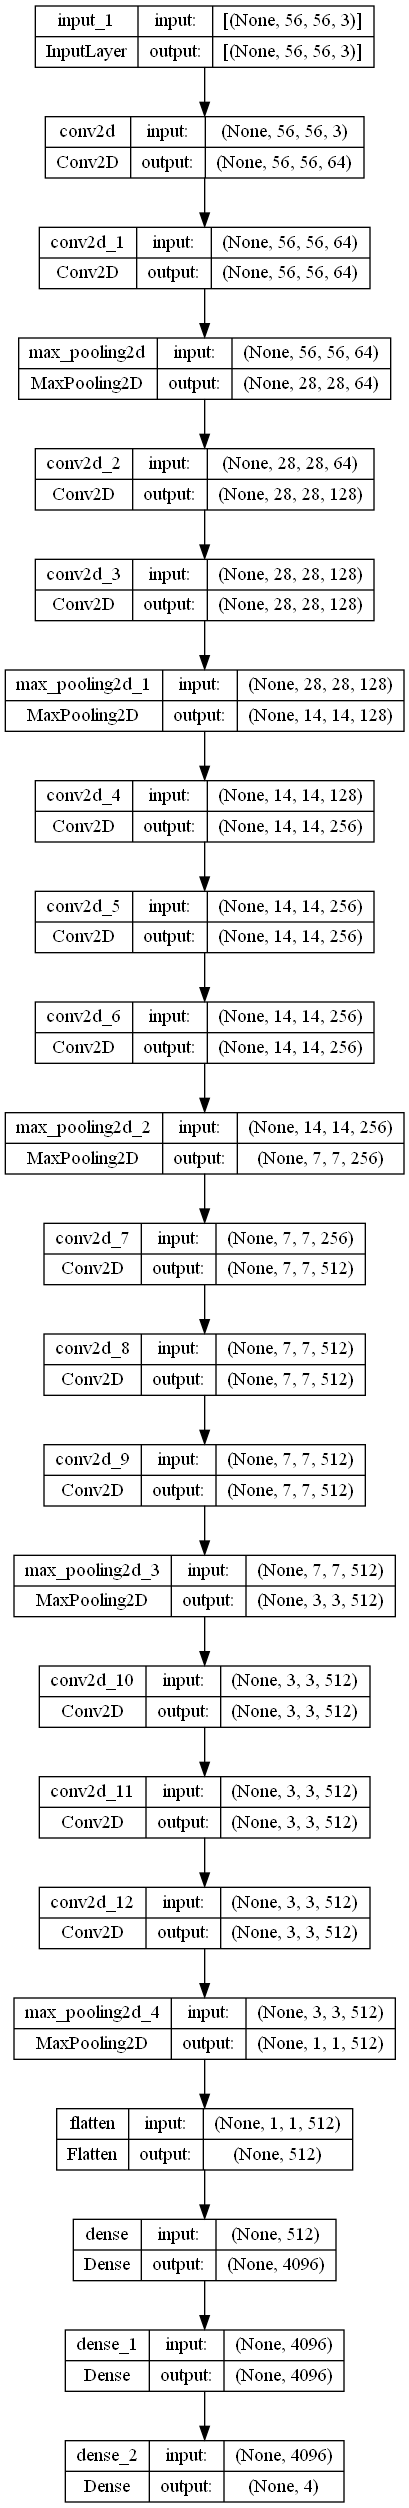 input_1 input: [(None, 56, 56, 3)]
InputLayer output: [(None, 56, 56, 3)]
conv2d input: (None, 56, 56, 3)
Conv2D output: (None, 56, 56, 64)
conv2d_1 input: (None, 56, 56, 64)
Conv2D output: (None, 56, 56, 64)
max_pooling2d input: (None, 56, 56, 64)
MaxPooling2D output: (None, 28, 28, 64)
conv2d_2 input: (None, 28, 28, 64)
Conv2D output: (None, 28, 28, 128)
conv2d_3 input: (None, 28, 28, 128)
Conv2D output: (None, 28, 28, 128)
max_pooling2d_1 input: (None, 28, 28, 128)
MaxPooling2D output: (None, 14, 14, 128)
conv2d_4 input: (None, 14, 14, 128)
Conv2D output: (None, 14, 14, 256)
conv2d_5 input: (None, 14, 14, 256)
Conv2D output: (None, 14, 14, 256)
conv2d_6 input: (None, 14, 14, 256)
Conv2D output: (None, 14, 14, 256)
max_pooling2d_2 input: (None, 14, 14, 256)
MaxPooling2D output: (None, 7, 7, 256)
conv2d_7 input: (None, 7, 7, 256)
Conv2D output: (None, 7, 7, 512)
conv2d_8 input: (None, 7, 7, 512)
Conv2D output: (None, 7, 7, 512)
conv2d_9 input: (None, 7, 7, 512)
Conv2D output: (None, 7, 7, 512)
max_pooling2d_3 input: (None, 7, 7, 512)
MaxPooling2D output: (None, 3, 3, 512)
conv2d_10 input: (None, 3, 3, 512)
Conv2D output: (None, 3, 3, 512)
conv2d_11 input: (None, 3, 3, 512)
Conv2D output: (None, 3, 3, 512)
conv2d_12 input: (None, 3, 3, 512)
Conv2D output: (None, 3, 3, 512)
max_pooling2d_4 input: (None, 3, 3, 512)
MaxPooling2D output: (None, 1, 1, 512)
flatten input: (None, 1, 1, 512)
Flatten output: (None, 512)
dense input: (None, 512)
Dense output: (None, 4096)
dense_1 input: (None, 4096)
Dense output: (None, 4096)
dense_2 input: (None, 4096)
Dense output: (None, 4)